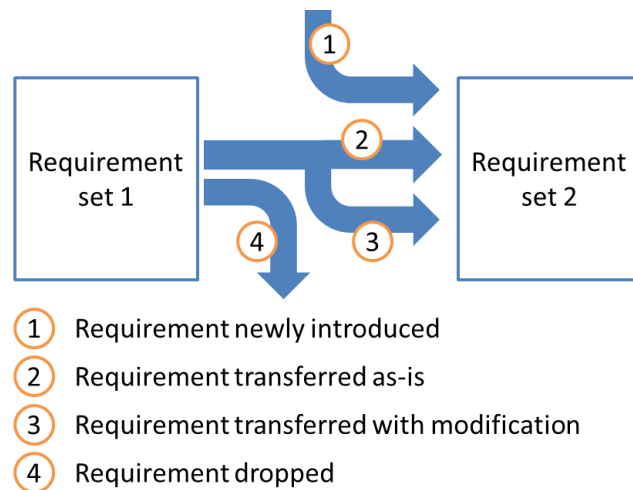 1
Requirement
set 1
2
Requirement
set 2
4
3
1 Requirement newly introduced
2 Requirement transferred as-is
3 Requirement transferred with modification
4 Requirement dropped